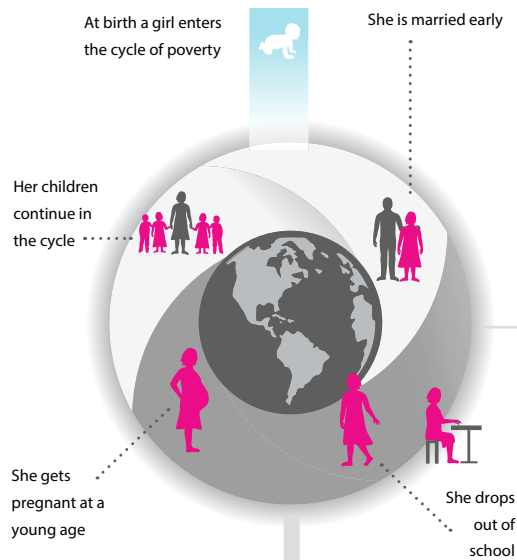 At birth a girl enters
the cycle of poverty
She is married early
Her children
continue in
the cycle
She gets
pregnant at a
young age
She drops
out of
school